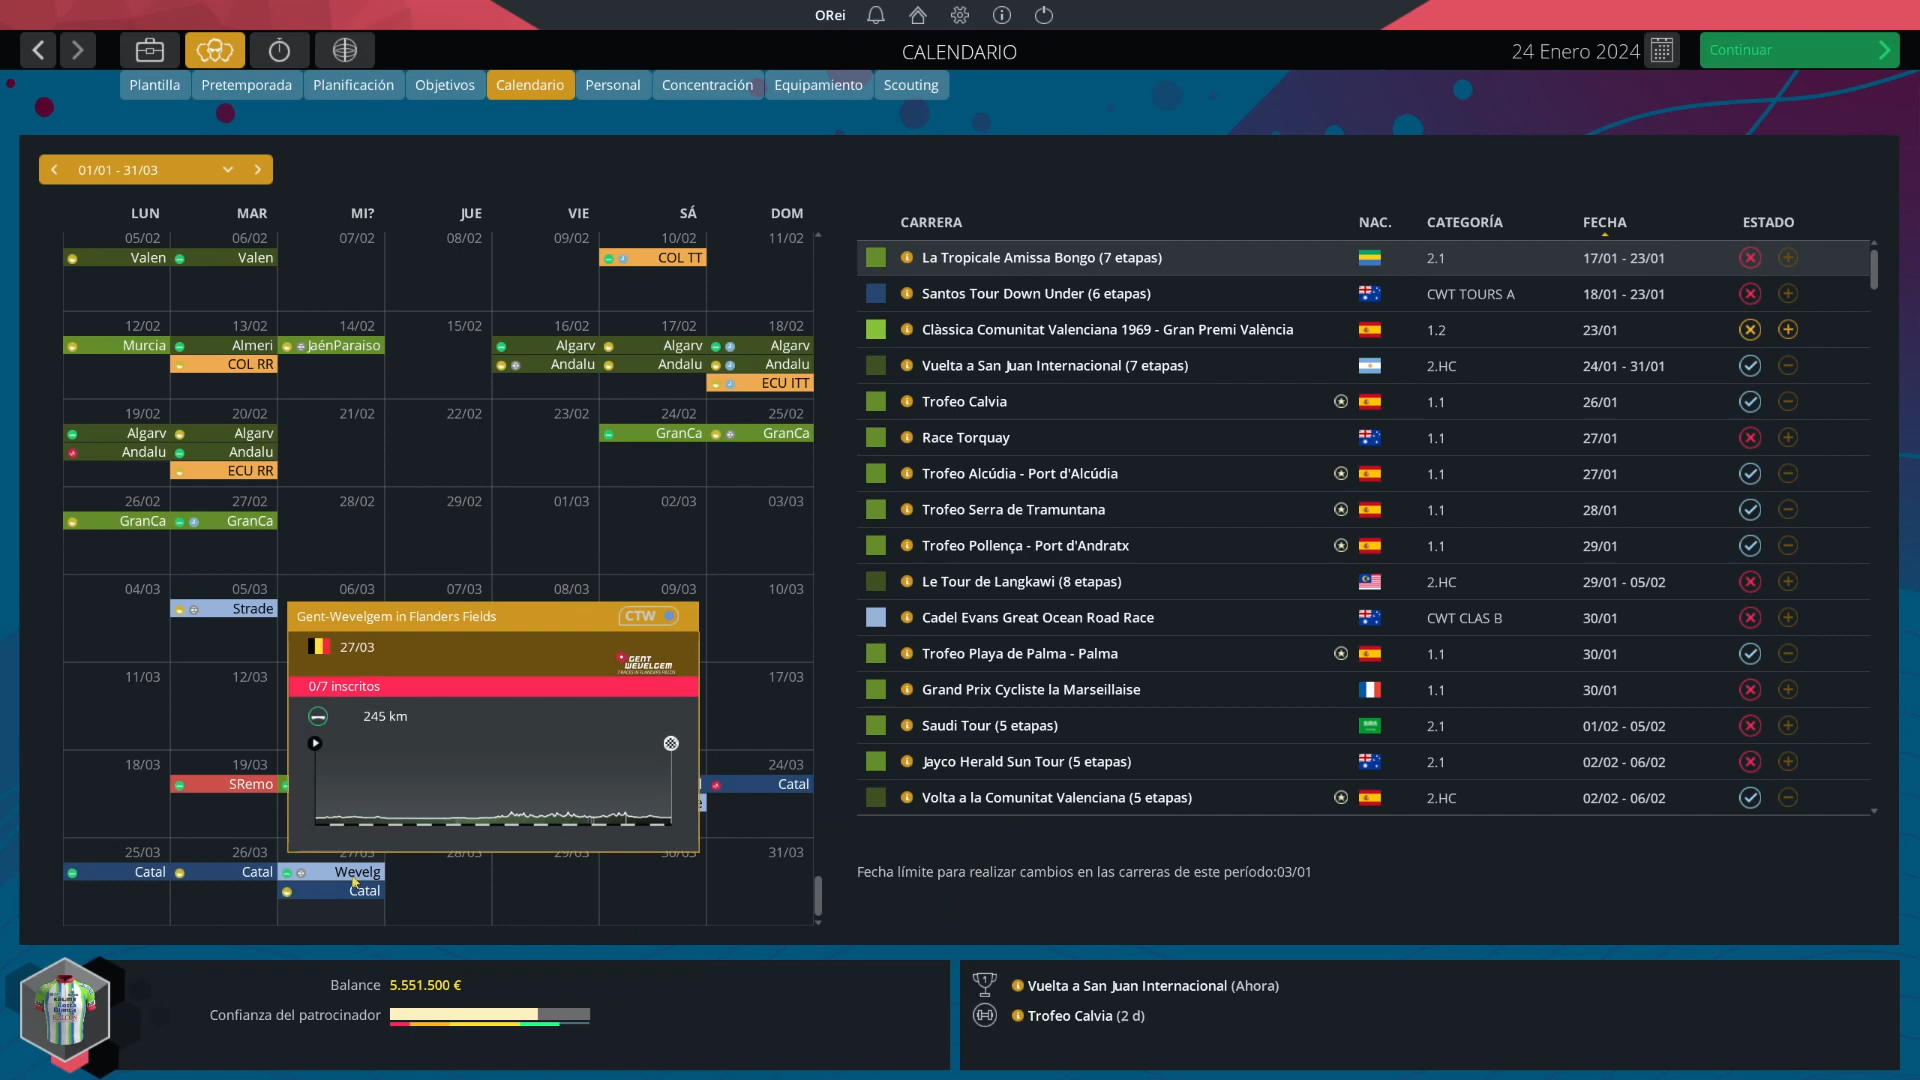 ORei
CALENDARIO
24 Enero 2024
Continuar
Plantilla
Pretemporada
Planificación
Objetivos
Calendario
Personal
Concentración
Equipamiento
Scouting
01/01 - 31/03
LUN MAR MI? JUE VIE SÁ DOM
05/02 06/02 07/02 08/02 09/02 10/02 11/02
Valen Valen COL TT
12/02 13/02 14/02 15/02 16/02 17/02 18/02
Murcia Almeri JaénParaiso Algarv Algarv Algarv
COL RR Andalu Andalu Andalu
ECU ITT
19/02 20/02 21/02 22/02 23/02 24/02 25/02
Algarv Algarv GranCa GranCa
Andalu Andalu
ECU RR
26/02 27/02 28/02 29/02 01/03 02/03 03/03
GranCa GranCa
04/03 05/03 06/03 07/03 08/03 09/03 10/03
Strade
11/03 12/03 17/03
18/03 19/03 24/03
SRemo Catal
25/03 26/03 27/03 28/03 29/03 30/03 31/03
Catal Catal Wevelg
Catal
Gent-Wevelgem in Flanders Fields
CTW
27/03
GENT
WEVELGEM
0/7 inscritos
245 km
CARRERA NAC. CATEGORÍA FECHA ESTADO
La Tropicale Amissa Bongo (7 etapas) 2.1 17/01 - 23/01
Santos Tour Down Under (6 etapas) CWT TOURS A 18/01 - 23/01
Clàssica Comunitat Valenciana 1969 - Gran Premi València 1.2 23/01
Vuelta a San Juan Internacional (7 etapas) 2.HC 24/01 - 31/01
Trofeo Calvia 1.1 26/01
Race Torquay 1.1 27/01
Trofeo Alcúdia - Port d'Alcúdia 1.1 27/01
Trofeo Serra de Tramuntana 1.1 28/01
Trofeo Pollença - Port d'Andratx 1.1 29/01
Le Tour de Langkawi (8 etapas) 2.HC 29/01 - 05/02
Cadel Evans Great Ocean Road Race CWT CLAS B 30/01
Trofeo Playa de Palma - Palma 1.1 30/01
Grand Prix Cycliste la Marseillaise 1.1 30/01
Saudi Tour (5 etapas) 2.1 01/02 - 05/02
Jayco Herald Sun Tour (5 etapas) 2.1 02/02 - 06/02
Volta a la Comunitat Valenciana (5 etapas) 2.HC 02/02 - 06/02
Fecha límite para realizar cambios en las carreras de este período:03/01
Balance 5.551.500 €
Confianza del patrocinador
Vuelta a San Juan Internacional (Ahora)
Trofeo Calvia (2 d)